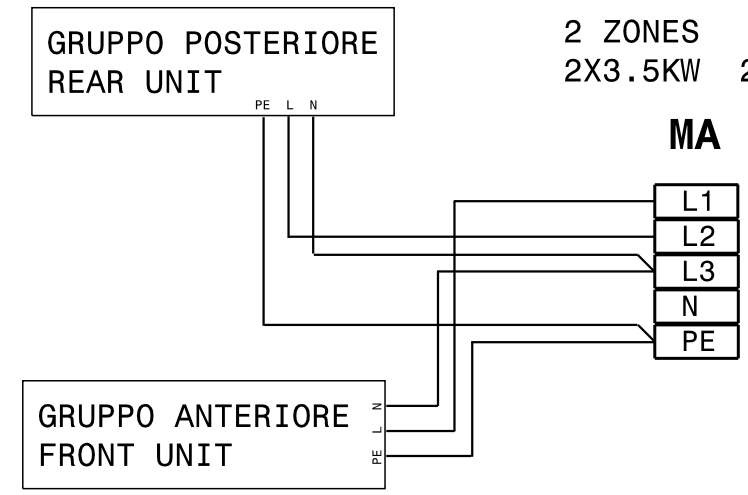 GRUPPO POSTERIORE
REAR UNIT
PE L N
2 ZONES
2X3.5KW
MA
L1
L2
L3
N
PE
GRUPPO ANTERIORE
FRONT UNIT
N
L
PE